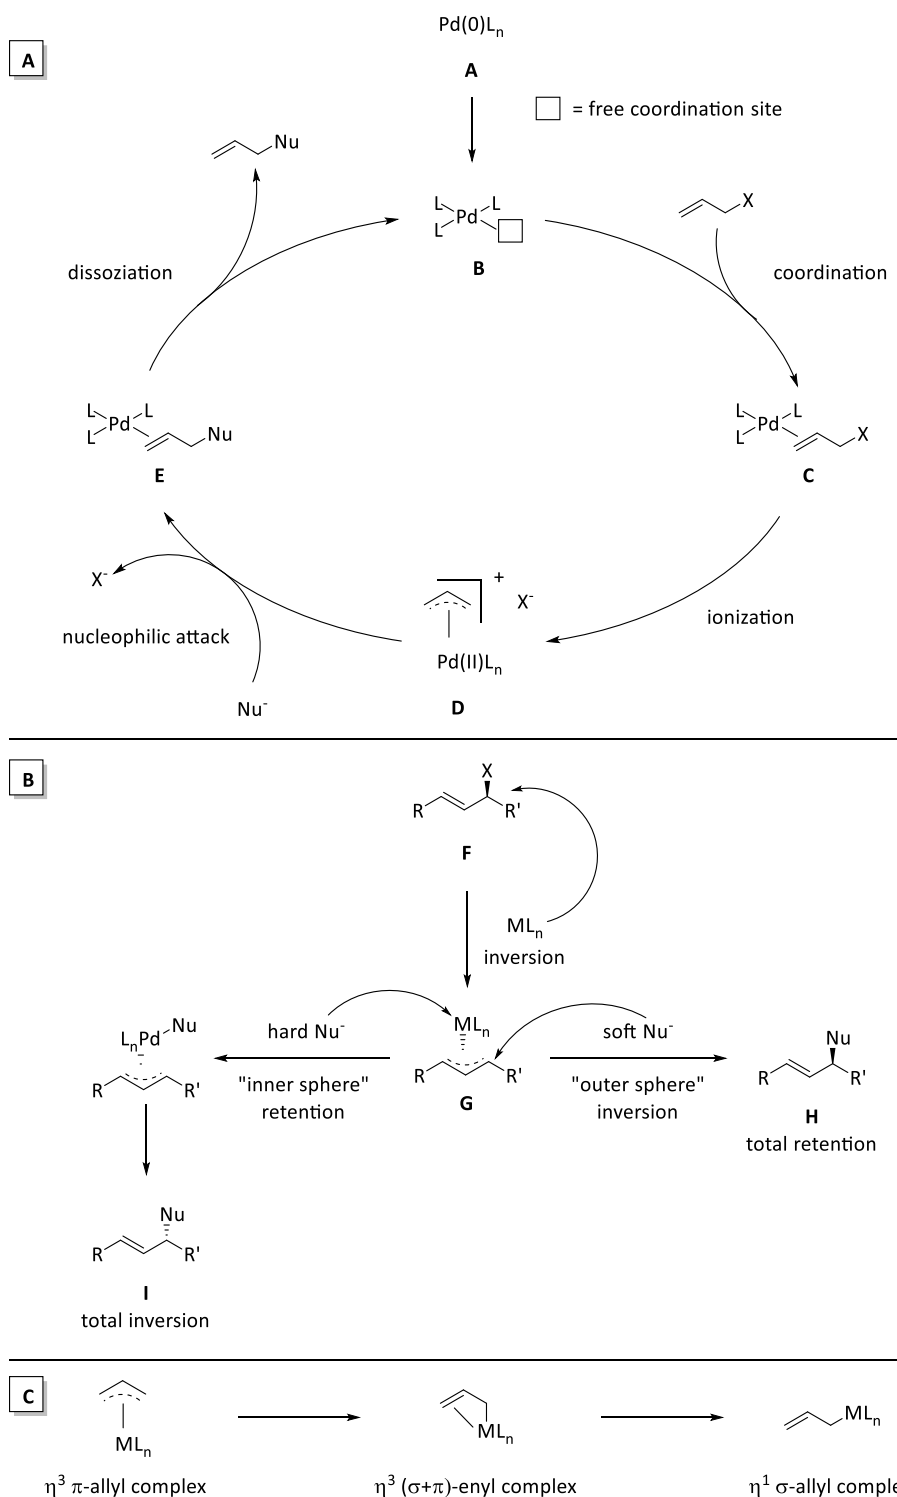 A
Pd(0)Ln
A
= free coordination site
Nu
L
L
Pd
L
X
B
dissoziation
coordination
L
L
Pd
L
Nu
E
L
L
Pd
L
X
C
+
X-
X-
ionization
nucleophilic attack
Pd(II)Ln
D
Nu-
B
X
R
R'
F
MLn
inversion
LnPd
Nu
hard Nu-
MLn
soft Nu-
Nu
R
R'
"inner sphere"
retention
R
R'
G
"outer sphere"
inversion
R
R'
H
total retention
Nu
R
R'
I
total inversion
C
MLn
MLn
MLn
η3 π-allyl complex
η3 (σ+π)-enyl complex
η1 σ-allyl comple